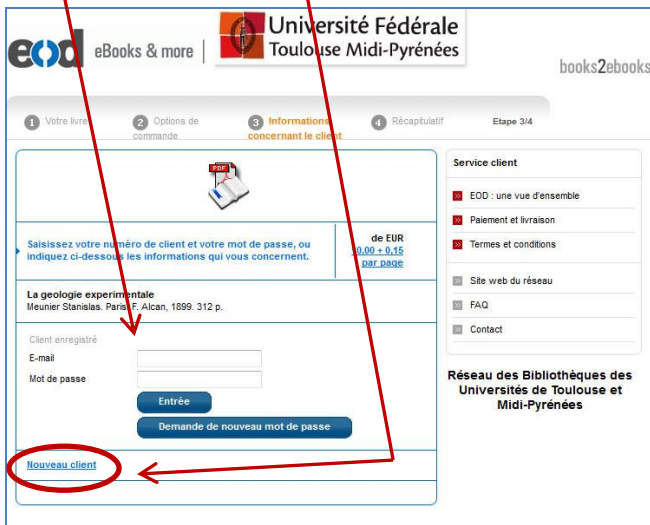 eod eBooks & more |
Université Fédérale
Toulouse Midi-Pyrénées
books2ebooks
1 Votre livre
2 Options de commande
3 Informations concernant le client
4 Récapitulatif
Etape 3/4
PDF
Saisissez votre numéro de client et votre mot de passe, ou
indiquez ci-dessous les informations qui vous concernent.
de EUR
10,00 + 0,15
par page
La geologie experimentale
Meunier Stanislas. Paris: F. Alcan, 1899. 312 p.
Client enregistré
E-mail
Mot de passe
Entrée
Demande de nouveau mot de passe
Nouveau client
Service client
EOD : une vue d'ensemble
Paiement et livraison
Termes et conditions
Site web du réseau
FAQ
Contact
Réseau des Bibliothèques des
Universités de Toulouse et
Midi-Pyrénées